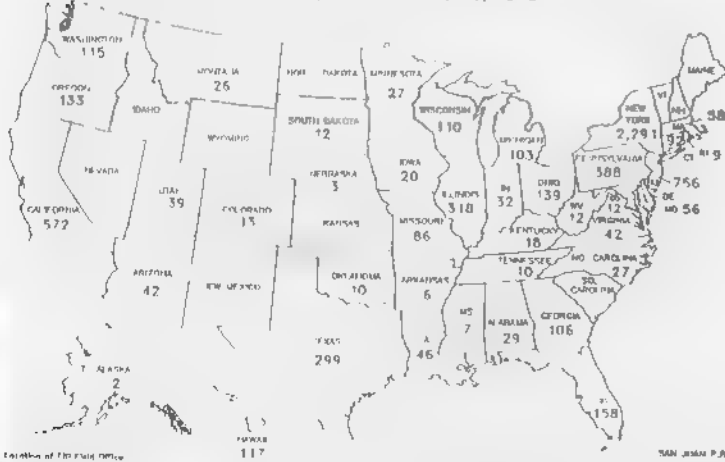 WASHINGTON
115
OREGON
133
IDAHO
MONTANA
26
DAKOTA
MINNESOTA
27
WYOMING
SOUTH DAKOTA
12
WISCONSIN
110
MICHIGAN
103
NEW
YORK
2,791
VT
NH
MAINE
MA
CT
RI
9
NEVADA
UTAH
39
COLORADO
13
NEBRASKA
3
KANSAS
IOWA
20
ILLINOIS
318
IN
32
OHIO
139
388
756
DE
MD 56
CALIFORNIA
572
MISSOURI
86
KENTUCKY
18
WV
12
12
VIRGINIA
42
ARIZONA
42
NEW MEXICO
OKLAHOMA
10
ARKANSAS
6
TENNESSEE
10
NO CAROLINA
27
SO.
CAROLINA
TEXAS
299
46
MS
7
ALABAMA
29
GEORGIA
106
158
ALASKA
2
HAWAII
117
SAN JUAN